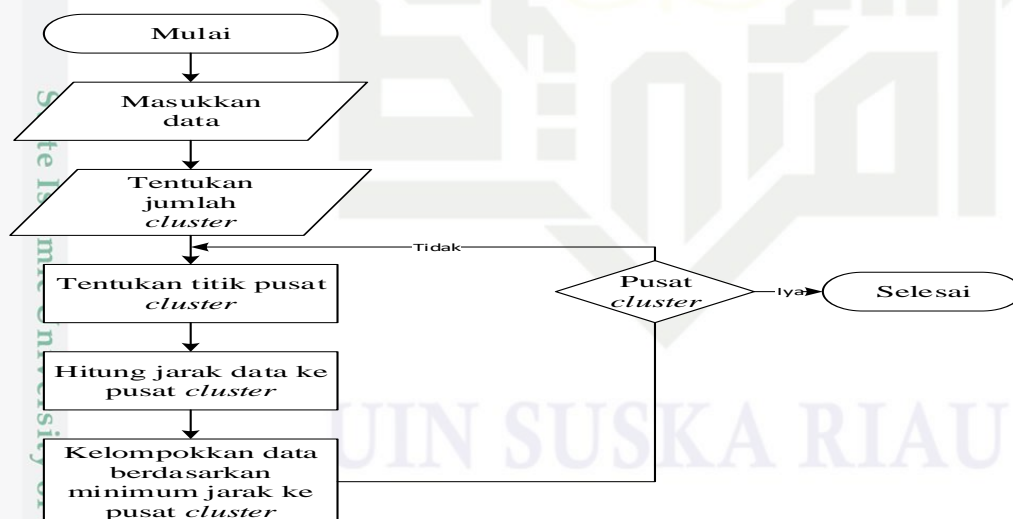 Mulai
Masukkan
data
Tentukan
jumlah
cluster
Tidak
Tentukan titik pusat
cluster
Pusat
cluster
Iya
Selesai
Hitung jarak data ke
pusat cluster
Kelompokkan data
berdasarkan
minimum jarak ke
pusat cluster
UIN SUSKA RIAU